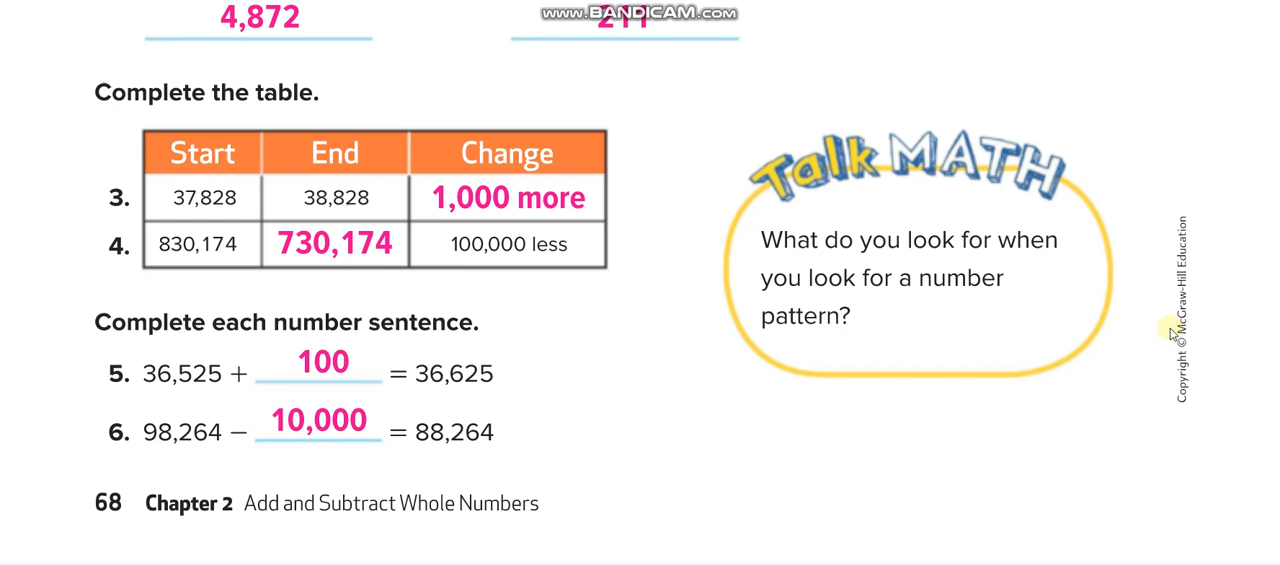 www.BANDICAM.com
4,872 211
Complete the table.
Start End Change
3. 37,828 38,828 1,000 more
4. 830,174 730,174 100,000 less
Talk MATH
What do you look for when
you look for a number
pattern?
Complete each number sentence.
5. 36,525 + 100 = 36,625
6. 98,264 − 10,000 = 88,264
68 Chapter 2 Add and Subtract Whole Numbers
Copyright © McGraw-Hill Education